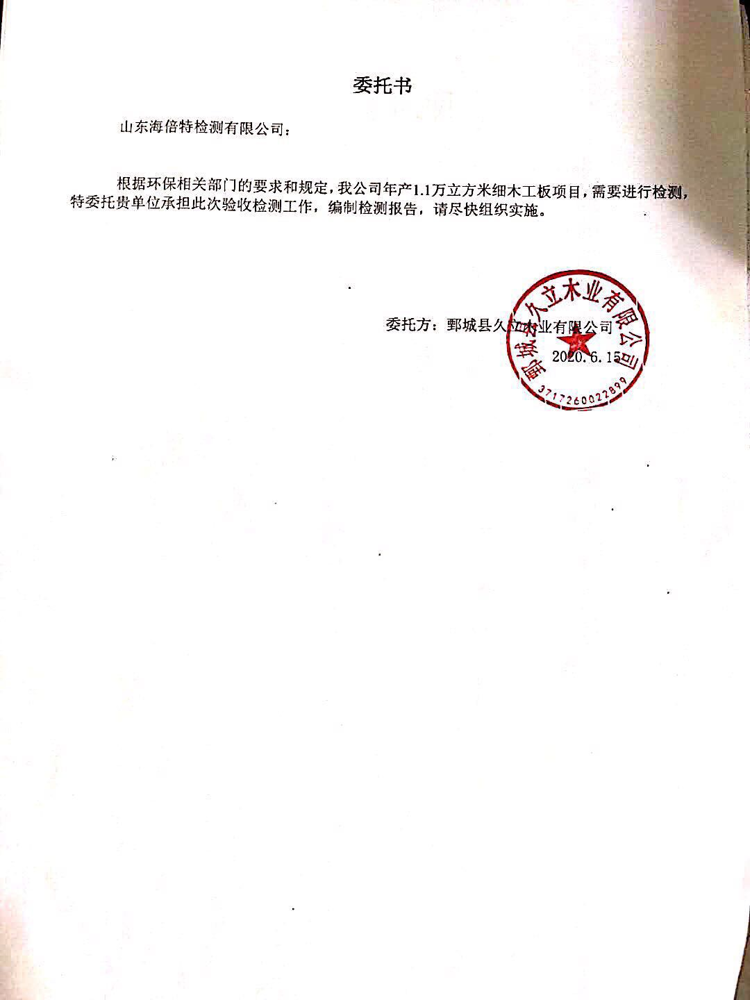 委托书
山东海倍特检测有限公司：
根据环保相关部门的要求和规定，我公司年产1.1万立方米细木工板项目，需要进行检测，
特委托贵单位承担此次验收检测工作，编制检测报告，请尽快组织实施。
委托方：鄄城县久立木业有限公司
2020.6.15
鄄城县久立木业有限公司
3717260022899